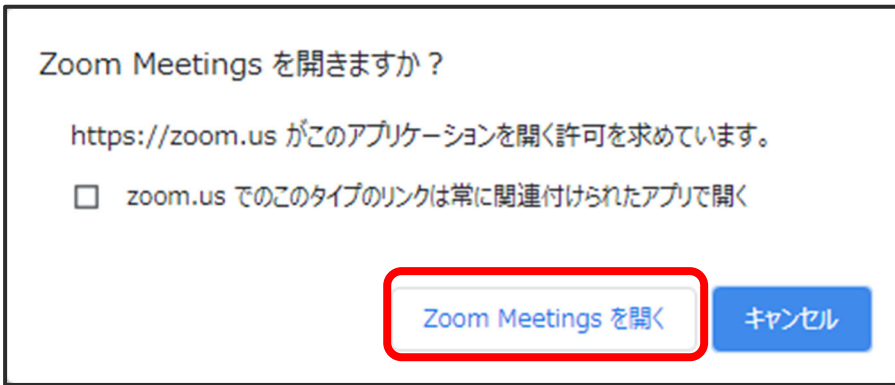 Zoom Meetings を開きますか？
https://zoom.us がこのアプリケーションを開く許可を求めています。
zoom.us でのこのタイプのリンクは常に関連付けられたアプリで開く
Zoom Meetings を開く キャンセル